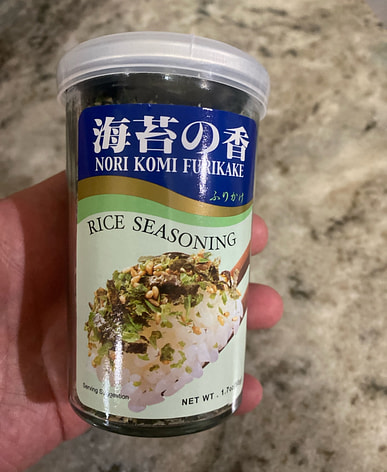 海苔の香
NORI KOMI FURIKAKE
ふりかけ
RICE SEASONING
Serving Suggestion
NET WT. 1.7